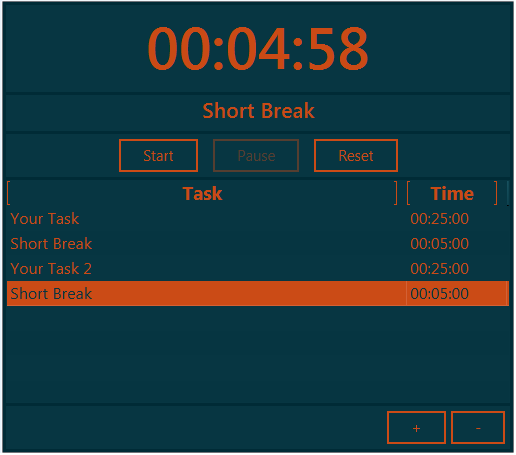 00:04:58
Short Break
Start Pause Reset
Task Time
Your Task 00:25:00
Short Break 00:05:00
Your Task 2 00:25:00
Short Break 00:05:00
+ -